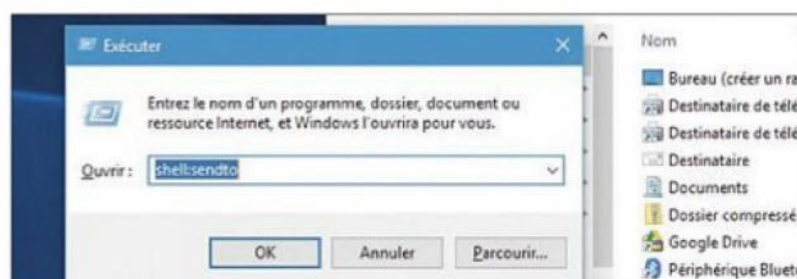 Exécuter
Entrez le nom d'un programme, dossier, document ou
ressource Internet, et Windows l'ouvrira pour vous.
Ouvrir :
shell:sendto
OK
Annuler
Parcourir...
Nom
Bureau (créer un ra
Destinataire de télé
Destinataire de télé
Destinataire
Documents
Dossier compressé
Google Drive
Périphérique Bluet